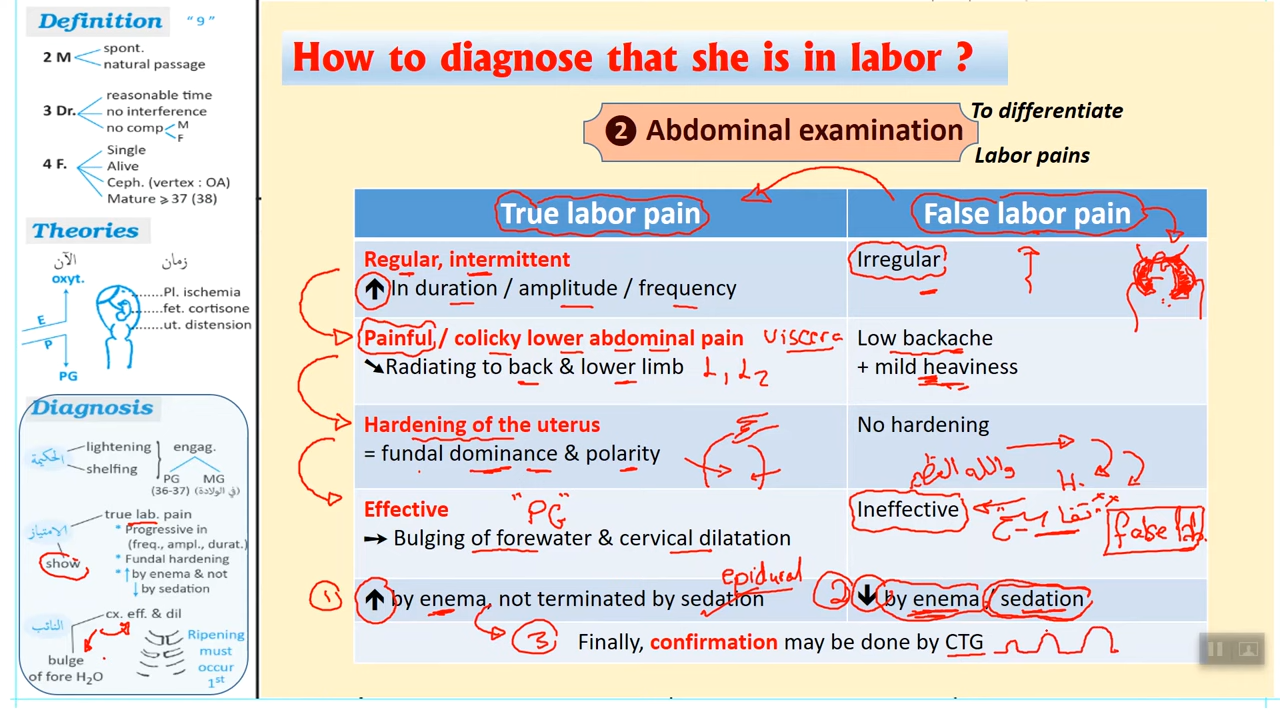 Definition "9"
2 M
spont.
natural passage
3 Dr.
reasonable time
no interference
no comp
M
F
4 F.
Single
Alive
Ceph. (vertex : OA)
Mature ⩾ 37 (38)
Theories
الآن
زمان
oxyt.
E
P
PG
Pl. ischemia
fet. cortisone
ut. distension
Diagnosis
الحكيمة
lightening
shelfing
engag.
PG
(36-37)
MG
(في الولادة)
الامتياز
true lab. pain
* Progressive in
(freq., ampl., durat.)
* Fundal hardening
* ↑ by enema & not
↓ by sedation
show
النائب
cx. eff. & dil
bulge
of fore H₂O
Ripening
must
occur
1st
How to diagnose that she is in labor ?
2 Abdominal examination
To differentiate
Labor pains
True labor pain
False labor pain
Regular, intermittent
↑ In duration / amplitude / frequency
Irregular
Painful / colicky lower abdominal pain viscera
↘Radiating to back & lower limb L1, L2
Low backache
+ mild heaviness
Hardening of the uterus
= fundal dominance & polarity
No hardening
H.
Effective "PG"
→ Bulging of forewater & cervical dilatation
Ineffective
false lab.
epidural
1 ↑ by enema, not terminated by sedation
2 ↓ by enema / sedation
3 Finally, confirmation may be done by CTG